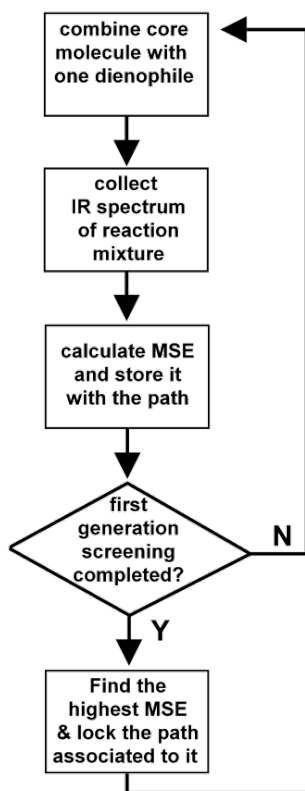 combine core
molecule with
one dienophile
collect
IR spectrum
of reaction
mixture
calculate MSE
and store it
with the path
first
generation
screening
completed?
N
Y
Find the
highest MSE
& lock the path
associated to it